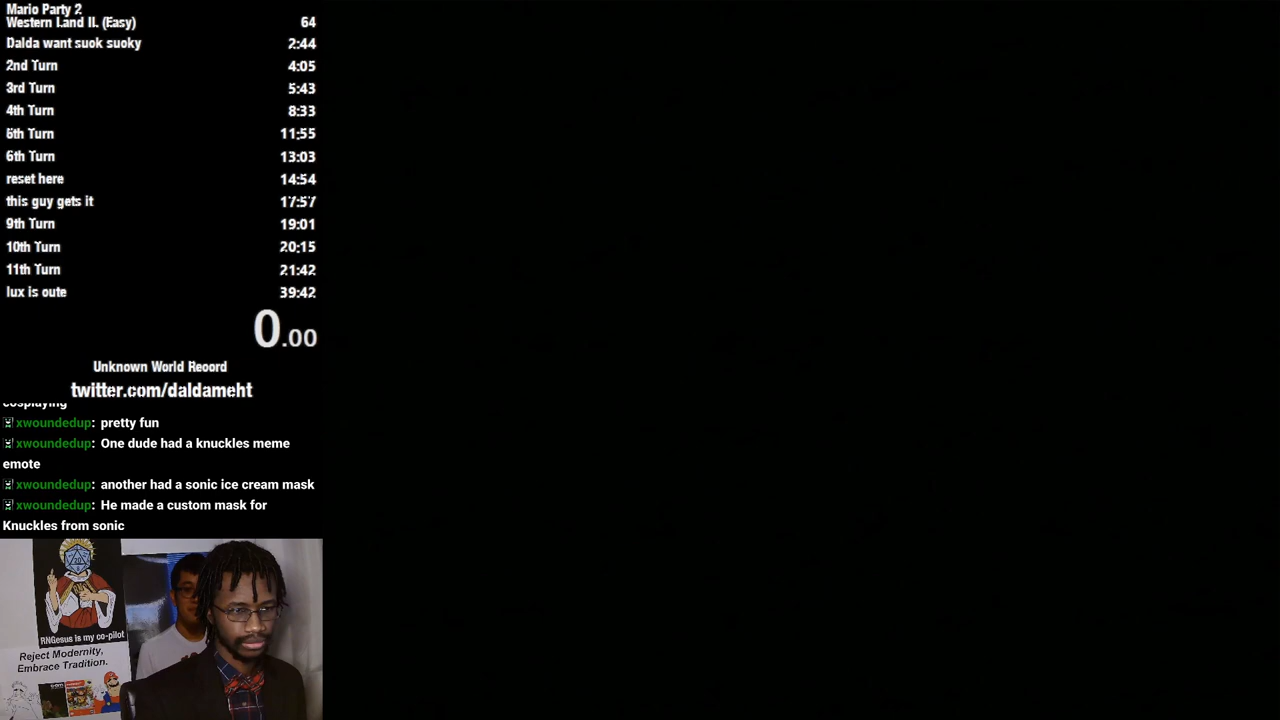 Mario Party 2
Western Land II. (Easy) 64
Dalda want suok suoky 2:44
2nd Turn 4:05
3rd Turn 5:43
4th Turn 8:33
5th Turn 11:55
6th Turn 13:03
reset here 14:54
this guy gets it 17:57
9th Turn 19:01
10th Turn 20:15
11th Turn 21:42
lux is oute 39:42
0.00
Unknown World Reoord
twitter.com/daldameht
cosplaying
xwoundedup: pretty fun
xwoundedup: One dude had a knuckles meme
emote
xwoundedup: another had a sonic ice cream mask
xwoundedup: He made a custom mask for
Knuckles from sonic
RNGesus is my co-pilot
Reject Modernity,
Embrace Tradition.